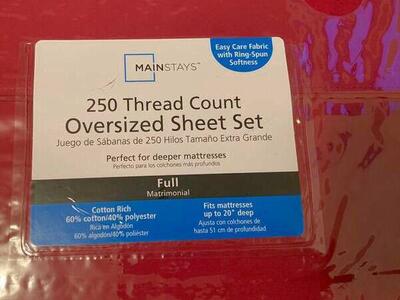 Easy Care Fabric
with Ring-Spun
Softness
MAINSTAYS™
250 Thread Count
Oversized Sheet Set
Juego de Sábanas de 250 Hilos Tamaño Extra Grande
Perfect for deeper mattresses
Perfecto para los colchones más profundos
Full
Matrimonial
Cotton Rich
60% cotton/40% polyester
Rica en Algodón
60% algodón/40% poliéster
Fits mattresses
up to 20" deep
Ajusta con colchones de
hasta 51 cm de profundidad